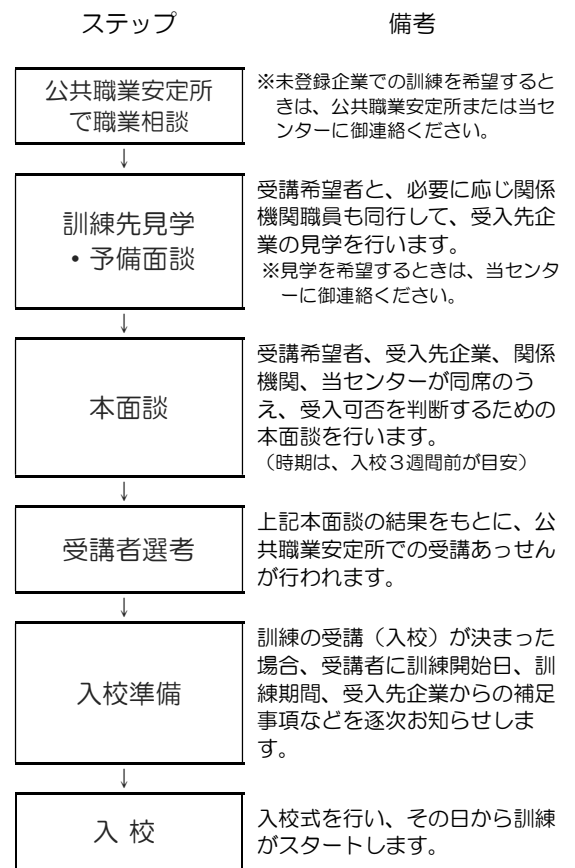 ステップ
備考
公共職業安定所
で職業相談
※未登録企業での訓練を希望すると
きは、公共職業安定所または当セ
ンターに御連絡ください。
↓
訓練先見学
・予備面談
受講希望者と、必要に応じ関係
機関職員も同行して、受入先企
業の見学を行います。
※見学を希望するときは、当センタ
ーに御連絡ください。
↓
本面談
受講希望者、受入先企業、関係
機関、当センターが同席のう
え、受入可否を判断するための
本面談を行います。
（時期は、入校３週間前が目安）
↓
受講者選考
上記本面談の結果をもとに、公
共職業安定所での受講あっせん
が行われます。
↓
入校準備
訓練の受講（入校）が決まった
場合、受講者に訓練開始日、訓
練期間、受入先企業からの補足
事項などを逐次お知らせしま
す。
↓
入 校
入校式を行い、その日から訓練
がスタートします。